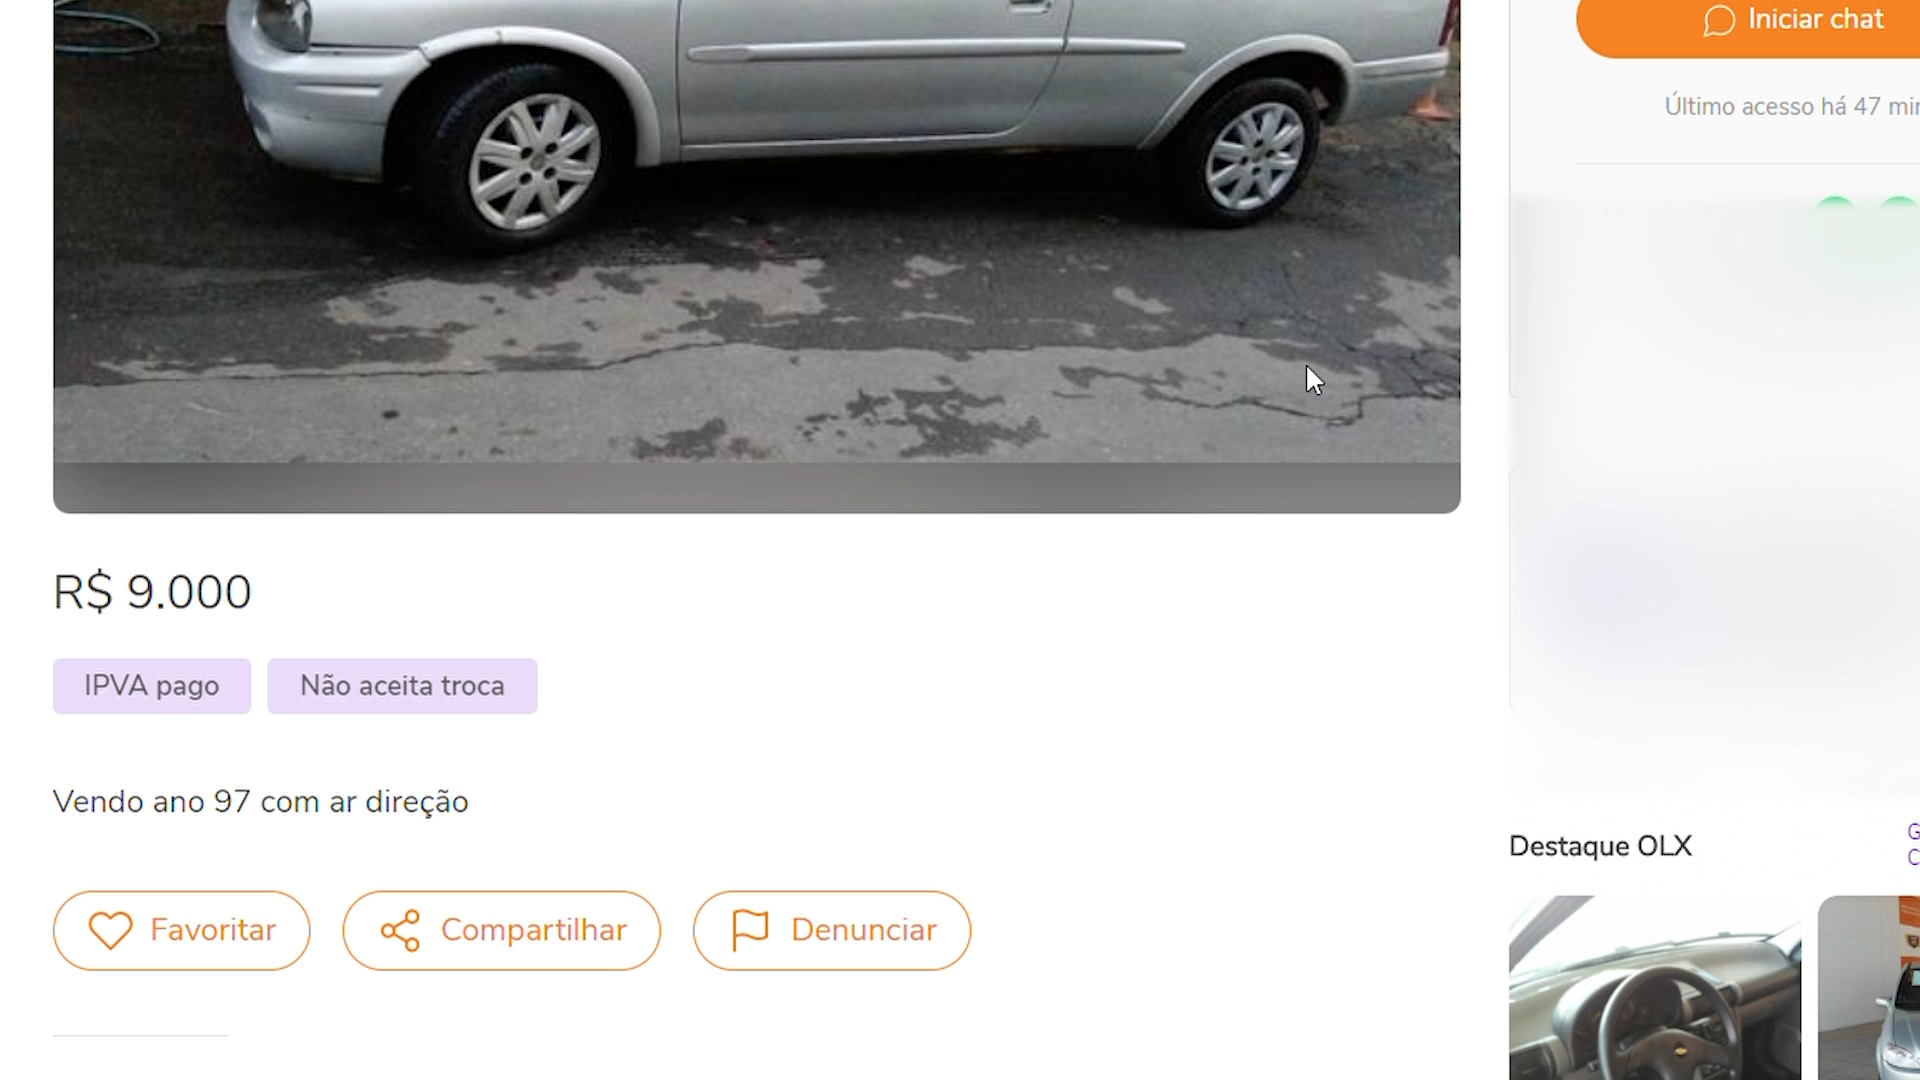 Iniciar chat
Último acesso há 47
R$ 9.000
IPVA pago
Não aceita troca
Vendo ano 97 com ar direção
Favoritar
Compartilhar
Denunciar
Destaque OLX